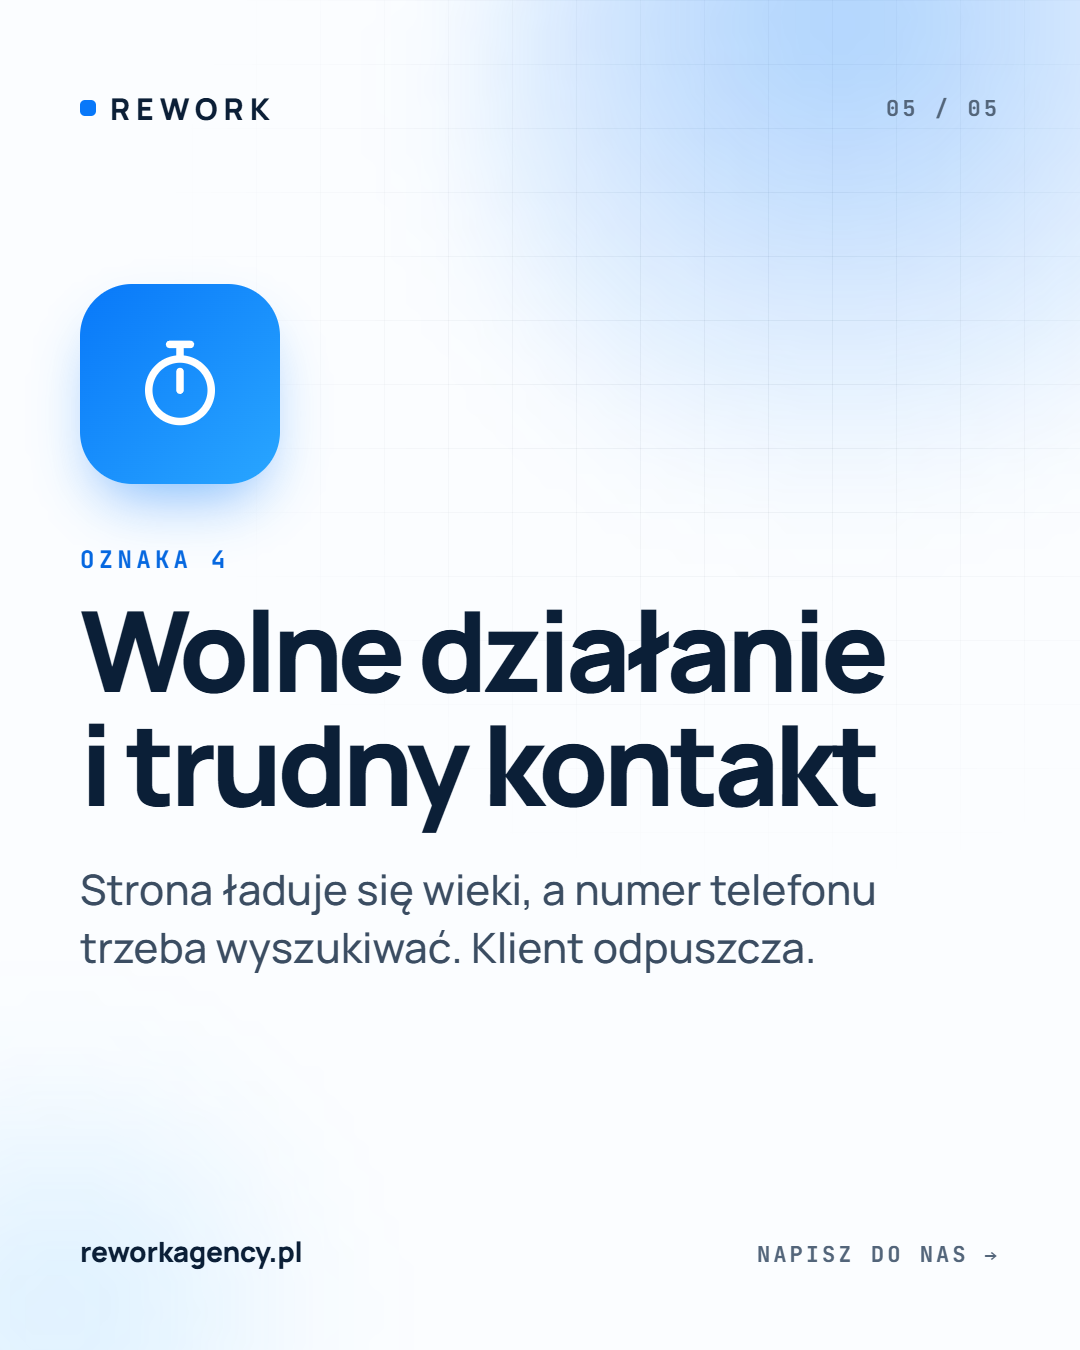 REWORK
05 / 05
OZNAKA 4
Wolne działanie
i trudny kontakt
Strona ładuje się wieki, a numer telefonu
trzeba wyszukiwać. Klient odpuszcza.
reworkagency.pl
NAPISZ DO NAS →